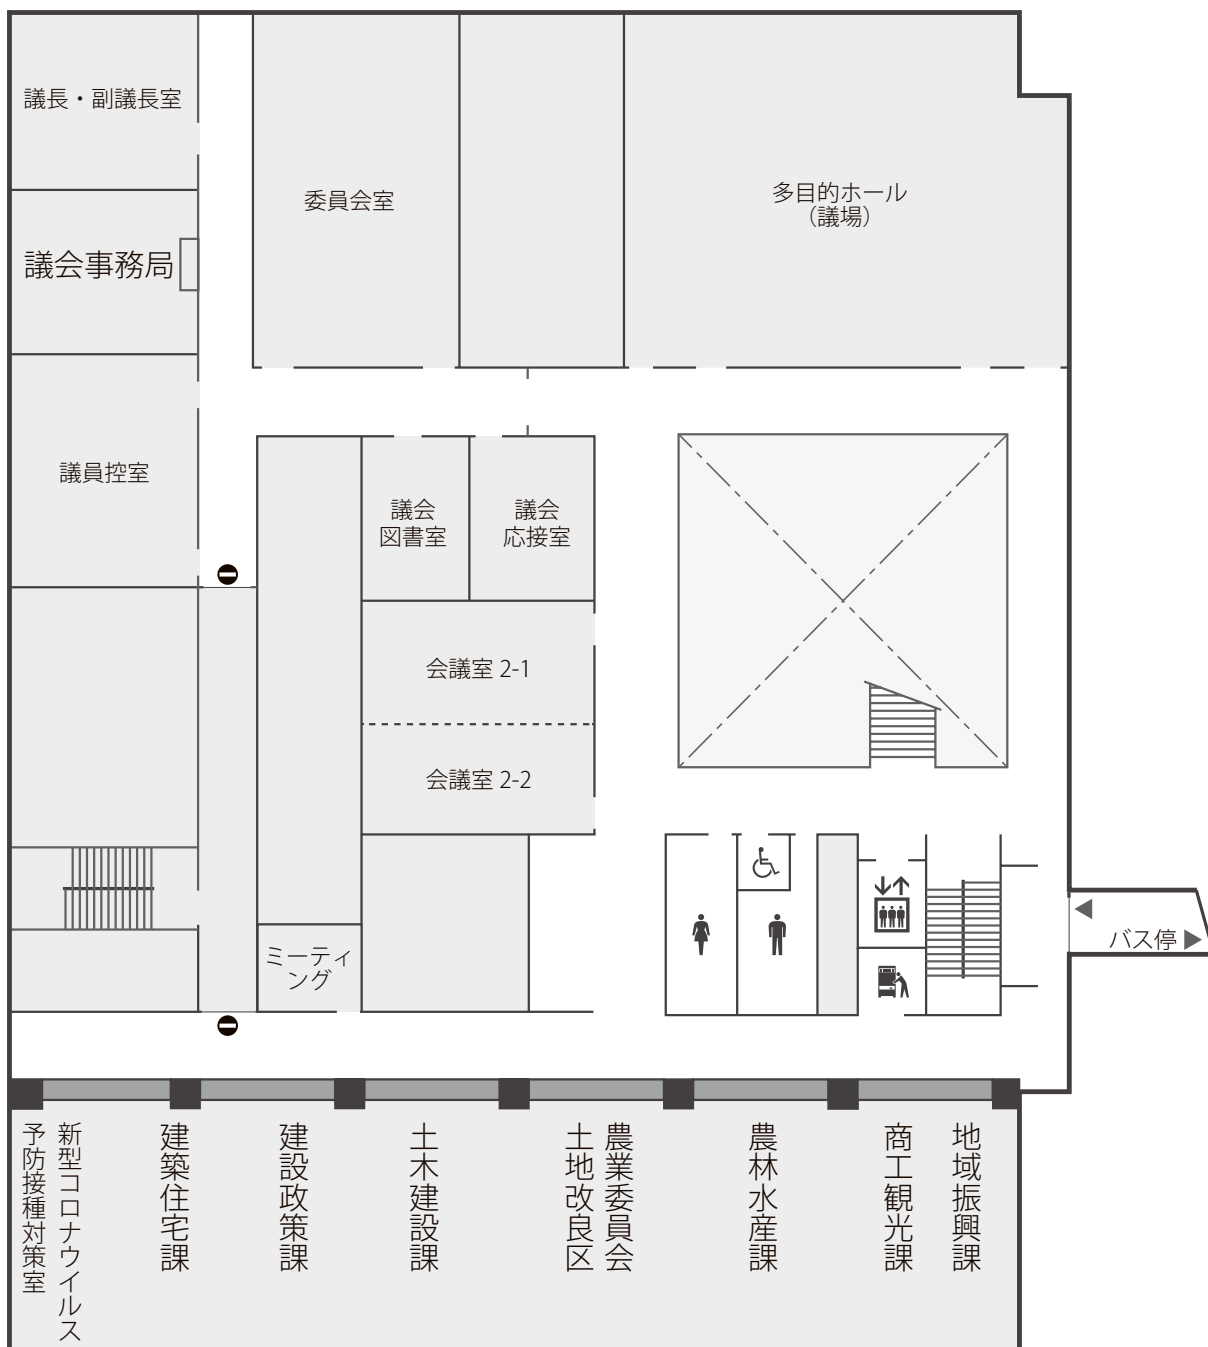 議長・副議長室
委員会室
多目的ホール
（議場）
議会事務局
議員控室
議会
図書室
議会
応接室
会議室 2-1
会議室 2-2
ミーティ
ング
バス停
新型コロナウイルス
予防接種対策室
建築住宅課
建設政策課
土木建設課
農業委員会
土地改良区
農林水産課
商工観光課
地域振興課